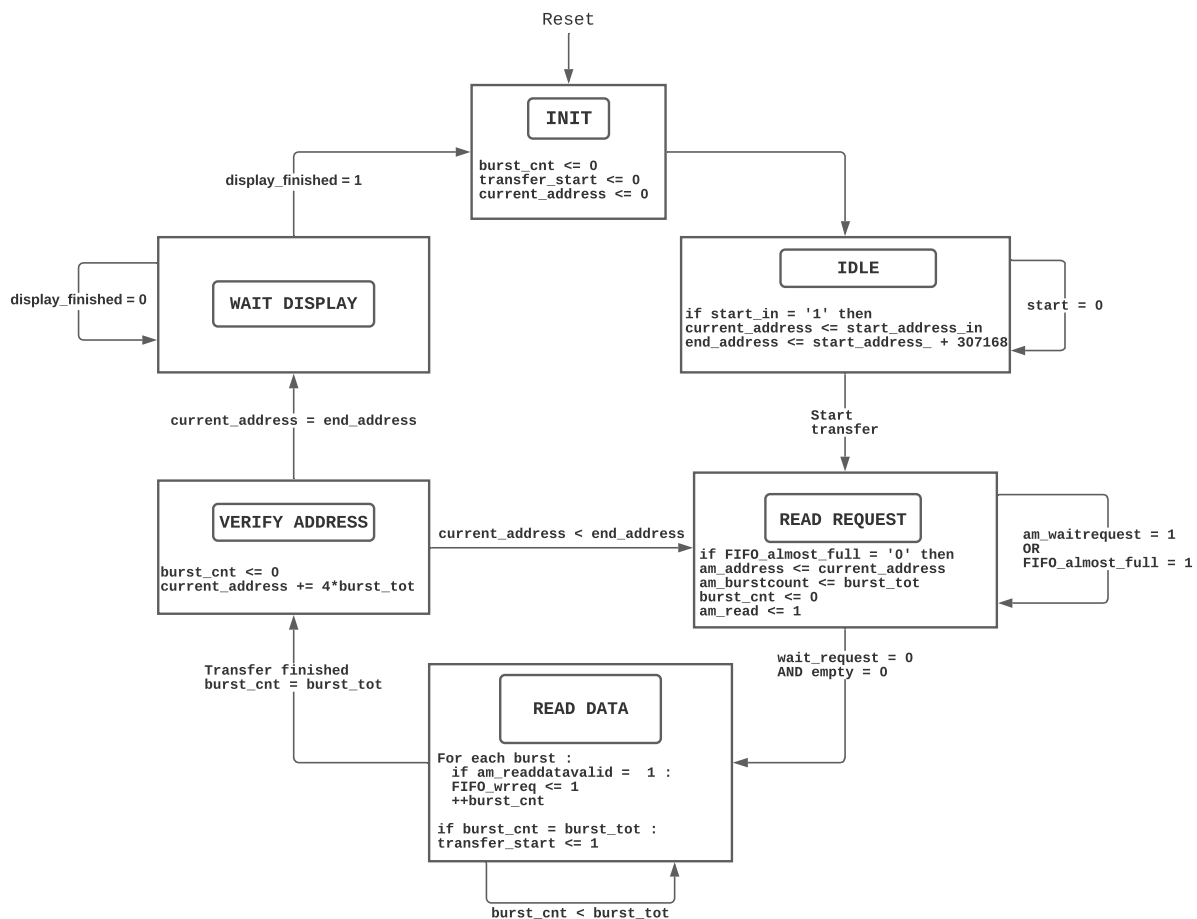 Reset
INIT
burst_cnt <= 0
transfer_start <= 0
current_address <= 0
display_finished = 1
WAIT DISPLAY
display_finished = 0
IDLE
if start_in = '1' then
current_address <= start_address_in
end_address <= start_address_ + 307168
start = 0
current_address = end_address
Start
transfer
VERIFY ADDRESS
burst_cnt <= 0
current_address += 4*burst_tot
current_address < end_address
READ REQUEST
if FIFO_almost_full = '0' then
am_address <= current_address
am_burstcount <= burst_tot
burst_cnt <= 0
am_read <= 1
am_waitrequest = 1
OR
FIFO_almost_full = 1
Transfer finished
burst_cnt = burst_tot
wait_request = 0
AND empty = 0
READ DATA
For each burst :
if am_readdatavalid =  1 :
FIFO_wrreq <= 1
++burst_cnt
if burst_cnt = burst_tot :
transfer_start <= 1
burst_cnt < burst_tot